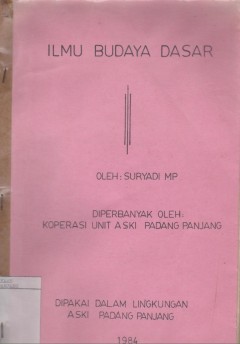 ILMU BUDAYA DASAR
OLEH: SURYADI MP.
DIPERBANYAK OLEH:
KOPERASI UNIT ASKI PADANG PANJANG
DIPAKAI DALAM LINGKUNGAN
ASKI PADANG PANJANG
1984